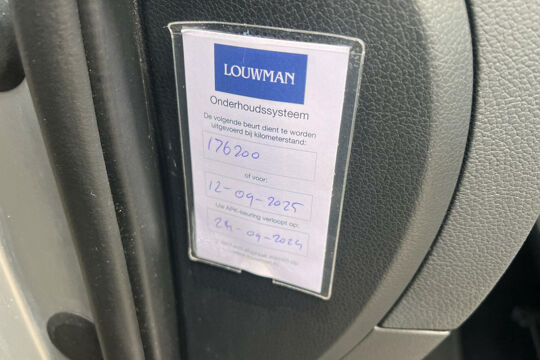 LOUWMAN
Onderhoudssysteem
De volgende beurt dient te worden
uitgevoerd bij kilometerstand:
176200
of voor:
12-09-2025
Uw APK-keuring verloopt op:
24-09-2024